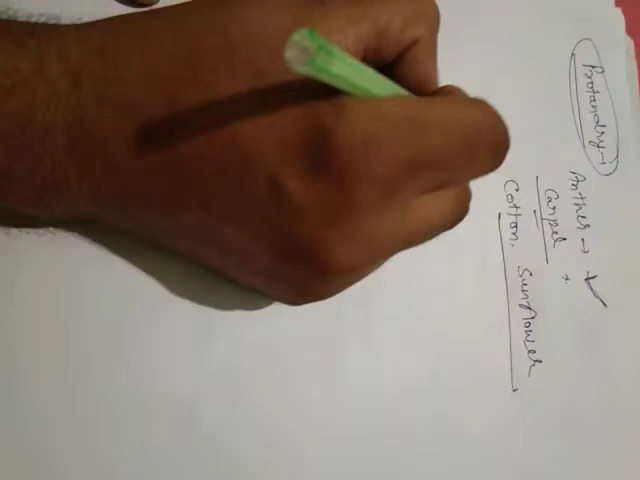 Protandry→
Anther → ✓
Carpel ×
Cotton, Sunflower